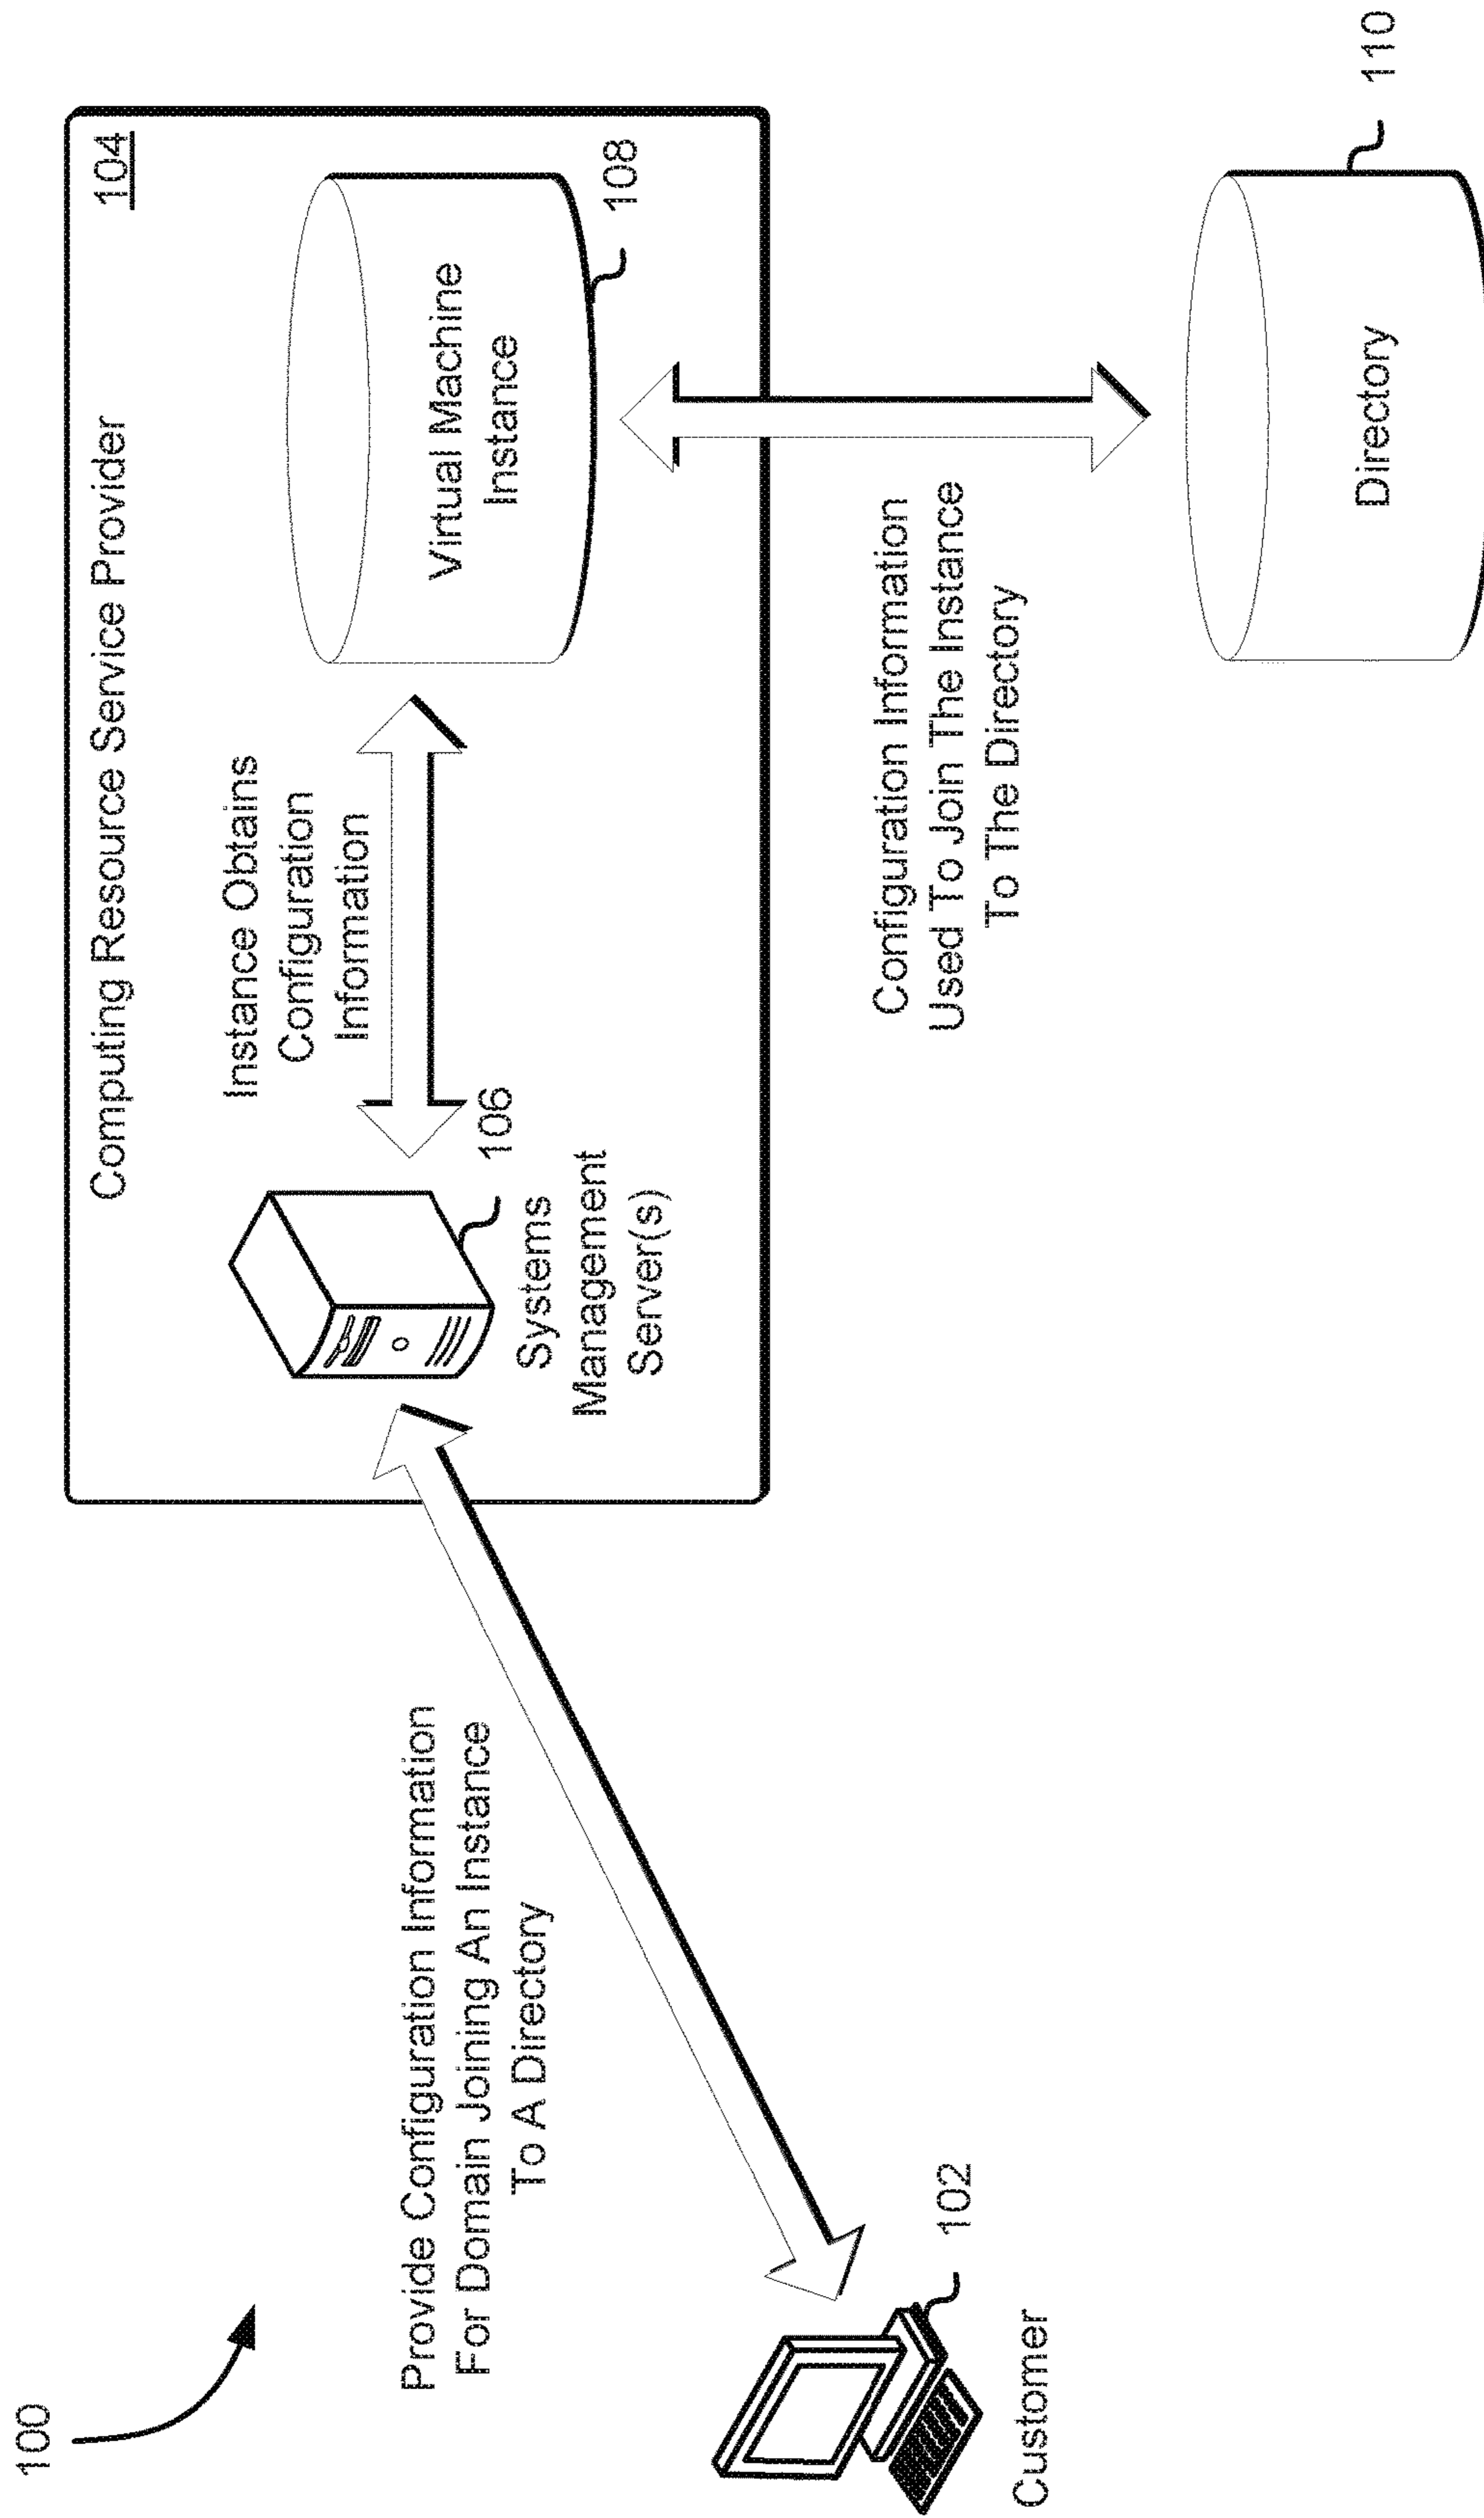 100
Computing Resource Service Provider
104
Instance Obtains
Configuration
Information
Virtual Machine
Instance
108
106
Systems
Management
Server(s)
Provide Configuration Information
For Domain Joining An Instance
To A Directory
102
Customer
Configuration Information
Used To Join The Instance
To The Directory
Directory
110